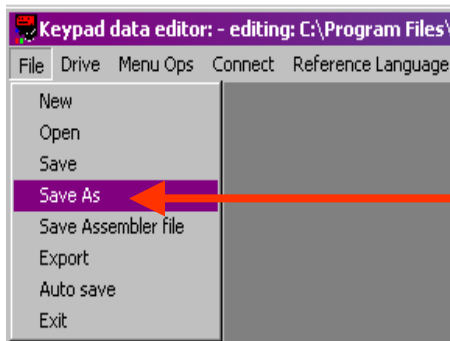 Keypad data editor: - editing: C:\Program Files\
File Drive Menu Ops Connect Reference Language
New
Open
Save
Save As
Save Assembler file
Export
Auto save
Exit